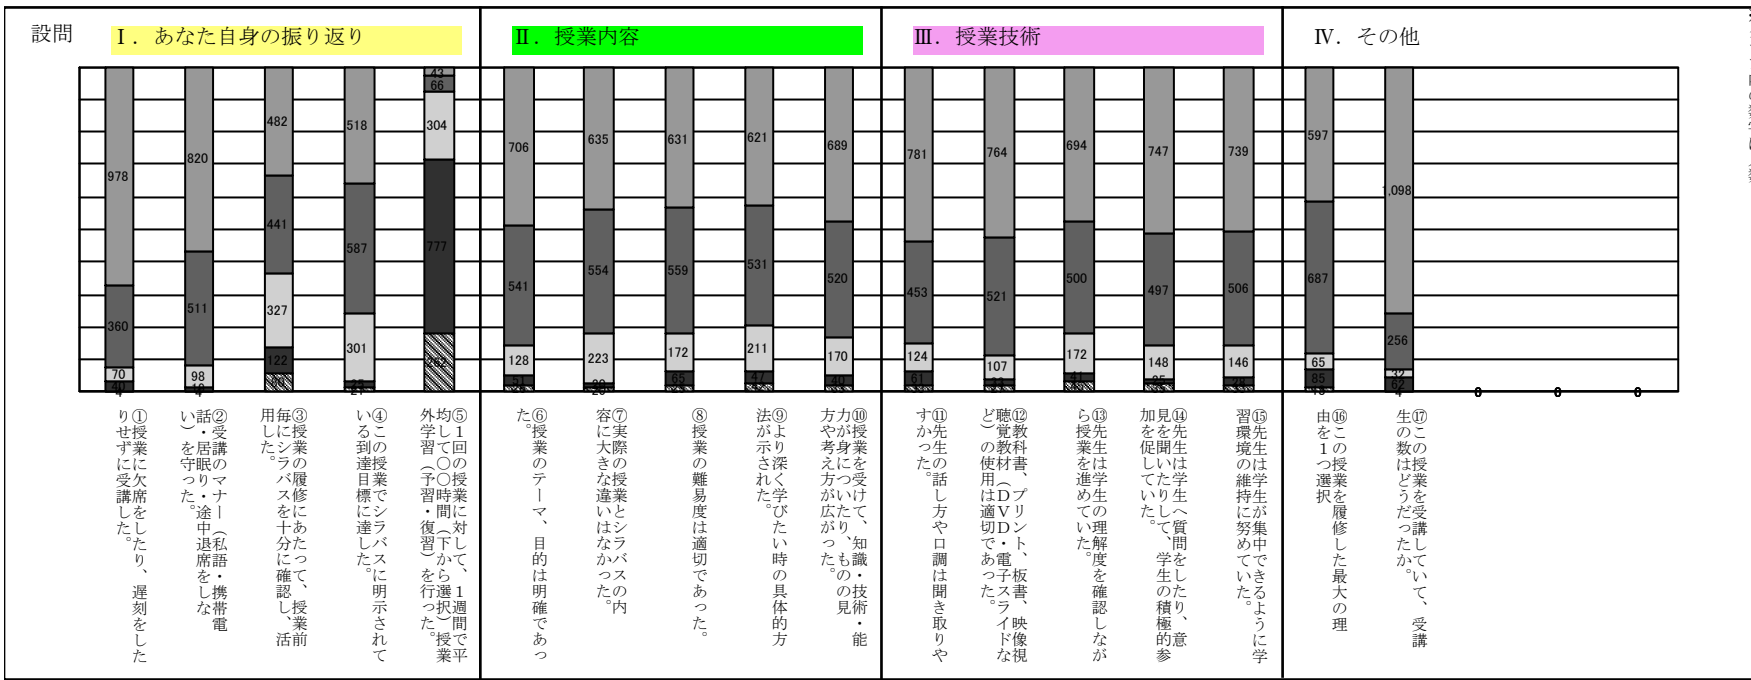 設問
Ⅰ．あなた自身の振り返り
Ⅱ．授業内容
Ⅲ．授業技術
Ⅳ．その他
978
360
70
40
4
820
511
98
4
482
441
327
122
518
587
301
43
66
304
777
262
706
541
128
51
635
554
223
631
559
172
65
621
531
211
47
689
520
170
40
781
453
124
61
764
521
107
694
500
172
41
747
497
148
739
506
146
597
687
65
85
1,098
256
32
62
4
0
0
0
①授業に欠席をしたり、遅刻をした
りせずに受講した。
②受講のマナー（私語・携帯電
話・居眠り・途中退席をしな
い）を守った。
③授業の履修にあたって、授業前
毎にシラバスを十分に確認し、活
用した。
④この授業でシラバスに明示されて
いる到達目標に達した。
⑤１回の授業に対して、１週間で平
均して〇〇時間（下から選択）授業
外学習（予習・復習）を行った。
⑥授業のテーマ、目的は明確であっ
た。
⑦実際の授業とシラバスの内
容に大きな違いはなかった。
⑧授業の難易度は適切であった。
⑨より深く学びたい時の具体的方
法が示された。
⑩授業を受けて、知識・技術・能
力が身についたり、ものの見
方や考え方が広がった。
⑪先生の話し方や口調は聞き取りや
すかった。
⑫教科書、プリント、板書、映像視
聴覚教材（ＤＶＤ・電子スライドな
ど）の使用は適切であった。
⑬先生は学生の理解度を確認しなが
ら授業を進めていた。
⑭先生は学生へ質問をしたり、意
見を聞いたりして、学生の積極的参
加を促していた。
⑮先生は学生が集中できるように学
習環境の維持に努めていた。
⑯この授業を履修した最大の理
由を１つ選択
⑰この授業を受講していて、受講
生の数はどうだったか。